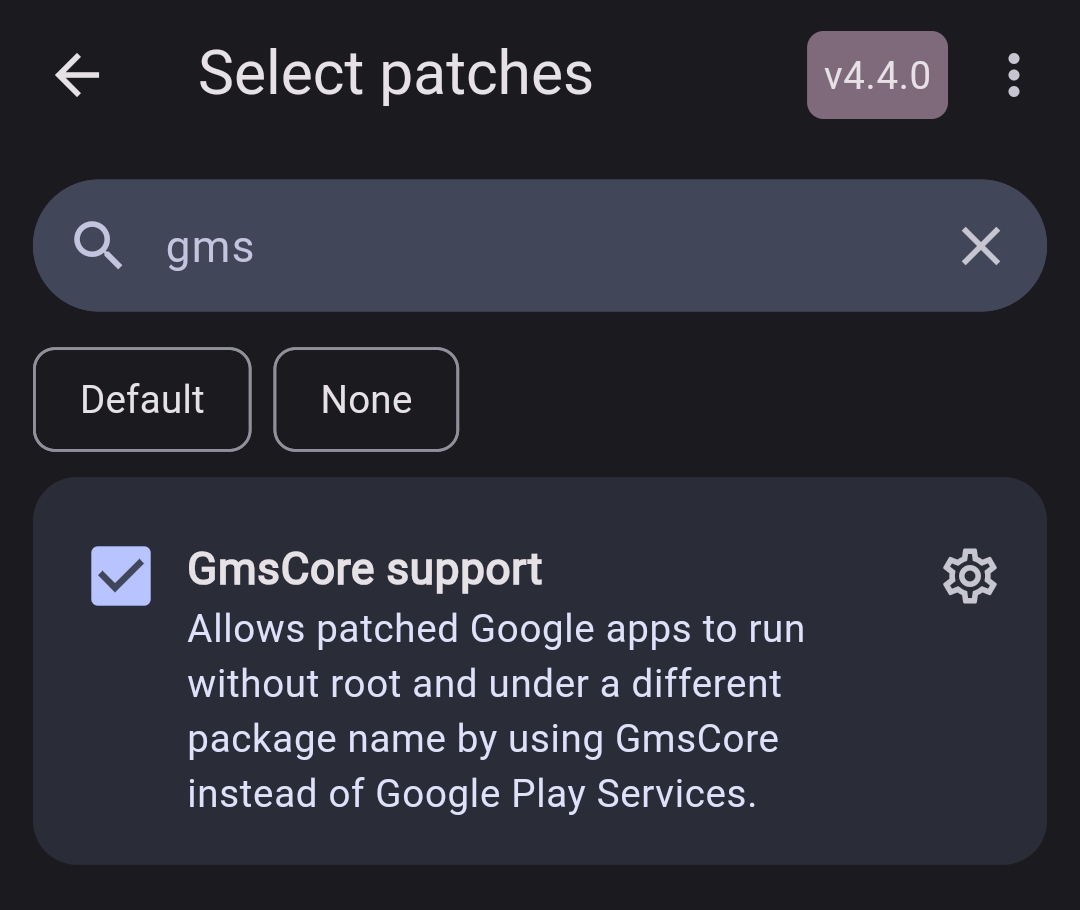 Select patches
v4.4.0
gms
Default
None
GmsCore support
Allows patched Google apps to run
without root and under a different
package name by using GmsCore
instead of Google Play Services.